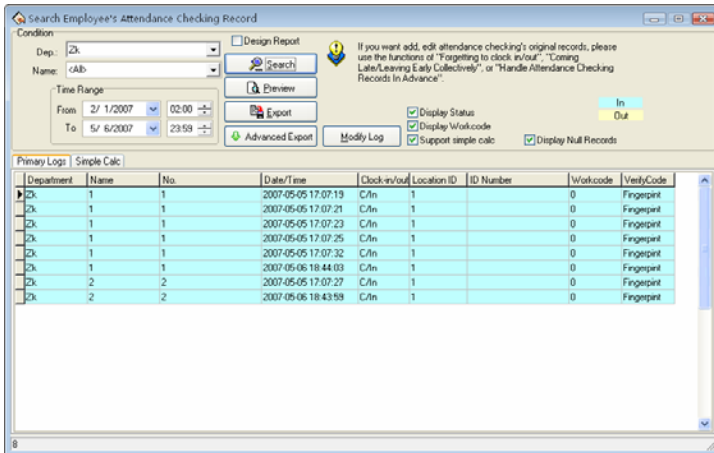 Search Employee's Attendance Checking Record
Condition
Dep.: Zk
Name: <All>
Time Range
From 2/ 1/2007 02:00
To 5/ 6/2007 23:59
Design Report
Search
Preview
Export
Advanced Export
Modify Log
If you want add, edit attendance checking's original records, please
use the functions of "Forgetting to clock in/out", "Coming
Late/Leaving Early Collectively", or "Handle Attendance Checking
Records In Advance".
Display Status
Display Workcode
Support simple calc
Display Null Records
In
Out
Primary Logs Simple Calc
Department Name No. Date/Time Clock-in/out Location ID ID Number Workcode VerifyCode
Zk 1 1 2007-05-05 17:07:19 C/In 1 0 Fingerpint
Zk 1 1 2007-05-05 17:07:21 C/In 1 0 Fingerpint
Zk 1 1 2007-05-05 17:07:23 C/In 1 0 Fingerpint
Zk 1 1 2007-05-05 17:07:25 C/In 1 0 Fingerpint
Zk 1 1 2007-05-05 17:07:32 C/In 1 0 Fingerpint
Zk 1 1 2007-05-06 18:44:03 C/In 1 0 Fingerpint
Zk 2 2 2007-05-05 17:07:27 C/In 1 0 Fingerpint
Zk 2 2 2007-05-06 18:43:59 C/In 1 0 Fingerpint
8